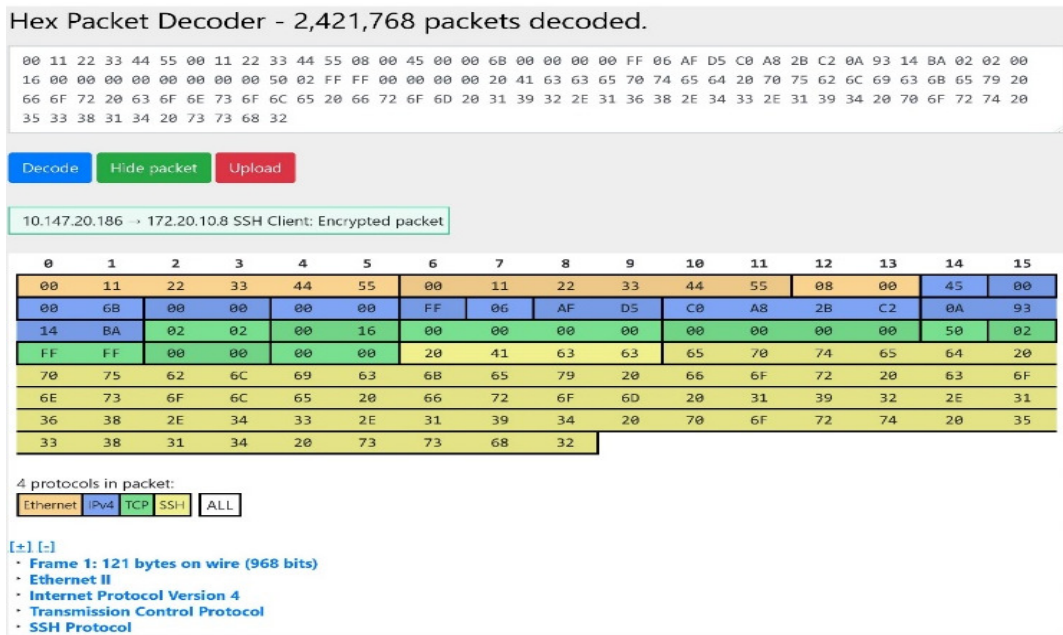 Hex Packet Decoder - 2,421,768 packets decoded.
00 11 22 33 44 55 00 11 22 33 44 55 08 00 45 00 00 6B 00 00 00 00 FF 06 AF D5 C0 A8 2B C2 0A 93 14 BA 02 02 00
16 00 00 00 00 00 00 00 00 50 02 FF FF 00 00 00 00 20 41 63 63 65 70 74 65 64 20 70 75 62 6C 69 63 6B 65 79 20
66 6F 72 20 63 6F 6E 73 6F 6C 65 20 66 72 6F 6D 20 31 39 32 2E 31 36 38 2E 34 33 2E 31 39 34 20 70 6F 72 74 20
35 33 38 31 34 20 73 73 68 32
Decode Hide packet Upload
10.147.20.186 → 172.20.10.8 SSH Client: Encrypted packet
0 1 2 3 4 5 6 7 8 9 10 11 12 13 14 15
00 11 22 33 44 55 00 11 22 33 44 55 08 00 45 00
00 6B 00 00 00 00 FF 06 AF D5 C0 A8 2B C2 0A 93
14 BA 02 02 00 16 00 00 00 00 00 00 00 00 50 02
FF FF 00 00 00 00 20 41 63 63 65 70 74 65 64 20
70 75 62 6C 69 63 6B 65 79 20 66 6F 72 20 63 6F
6E 73 6F 6C 65 20 66 72 6F 6D 20 31 39 32 2E 31
36 38 2E 34 33 2E 31 39 34 20 70 6F 72 74 20 35
33 38 31 34 20 73 73 68 32
4 protocols in packet:
Ethernet IPv4 TCP SSH ALL
[+] [-]
Frame 1: 121 bytes on wire (968 bits)
Ethernet II
Internet Protocol Version 4
Transmission Control Protocol
SSH Protocol